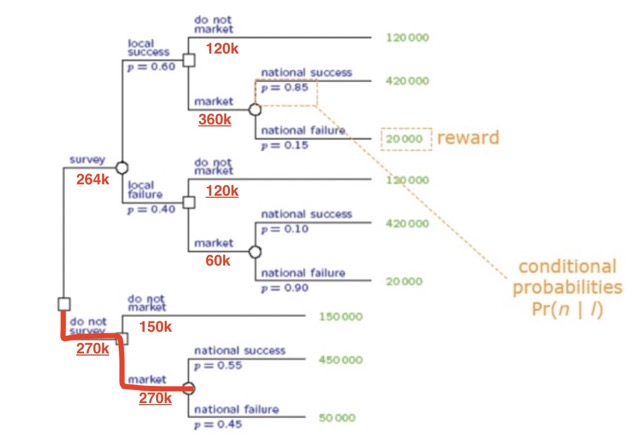 do not
market
120k
120 000
local
success
p = 0.60
national success
p = 0.85
420 000
market
360k
national failure
p = 0.15
20 000
reward
survey
264k
do not
market
120k
120 000
local
failure
p = 0.40
national success
p = 0.10
420 000
market
60k
national failure
p = 0.90
20 000
conditional
probabilities
Pr(n | l)
do not
survey
270k
do not
market
150k
150 000
national success
p = 0.55
450 000
market
270k
national failure
p = 0.45
50 000